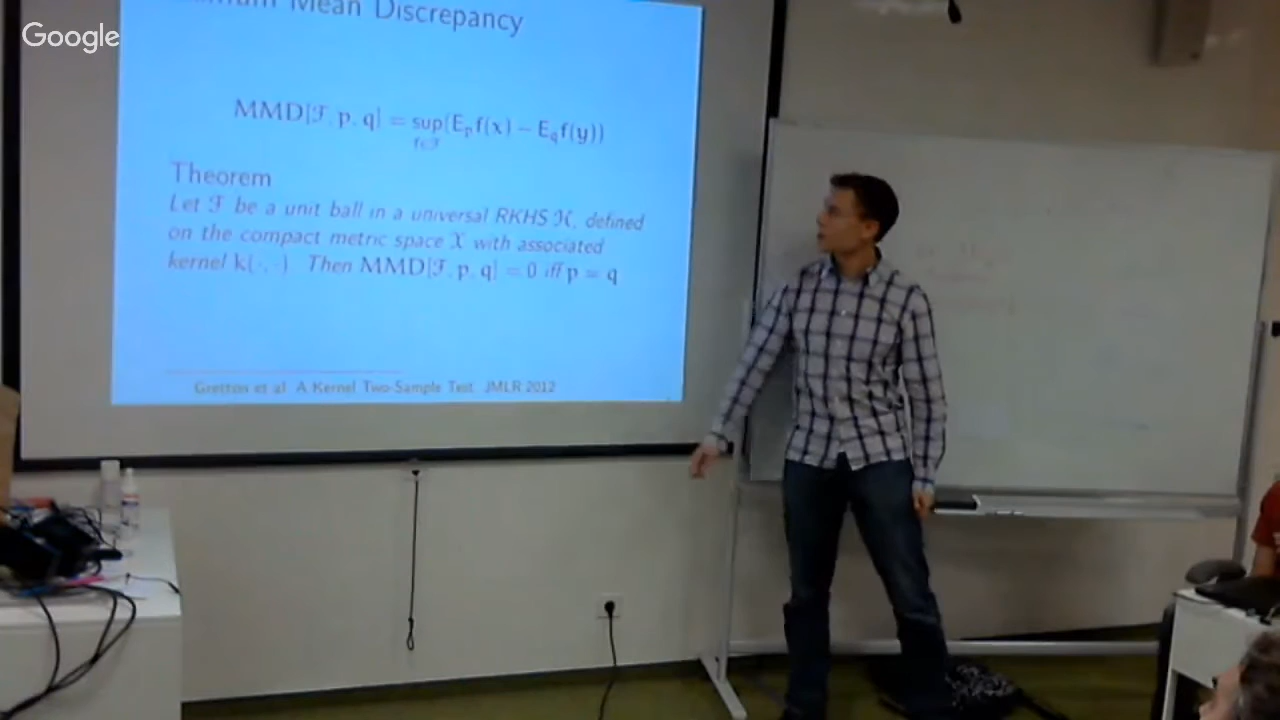 Google
Mean Discrepancy
MMD[ℱ, p, q] = sup(E_p f(x) − E_q f(y))
f∈ℱ
Theorem
Let ℱ be a unit ball in a universal RKHS ℋ, defined
on the compact metric space 𝒳 with associated
kernel k(·, ·). Then MMD[ℱ, p, q] = 0 iff p = q
Gretton et al. A Kernel Two-Sample Test. JMLR 2012